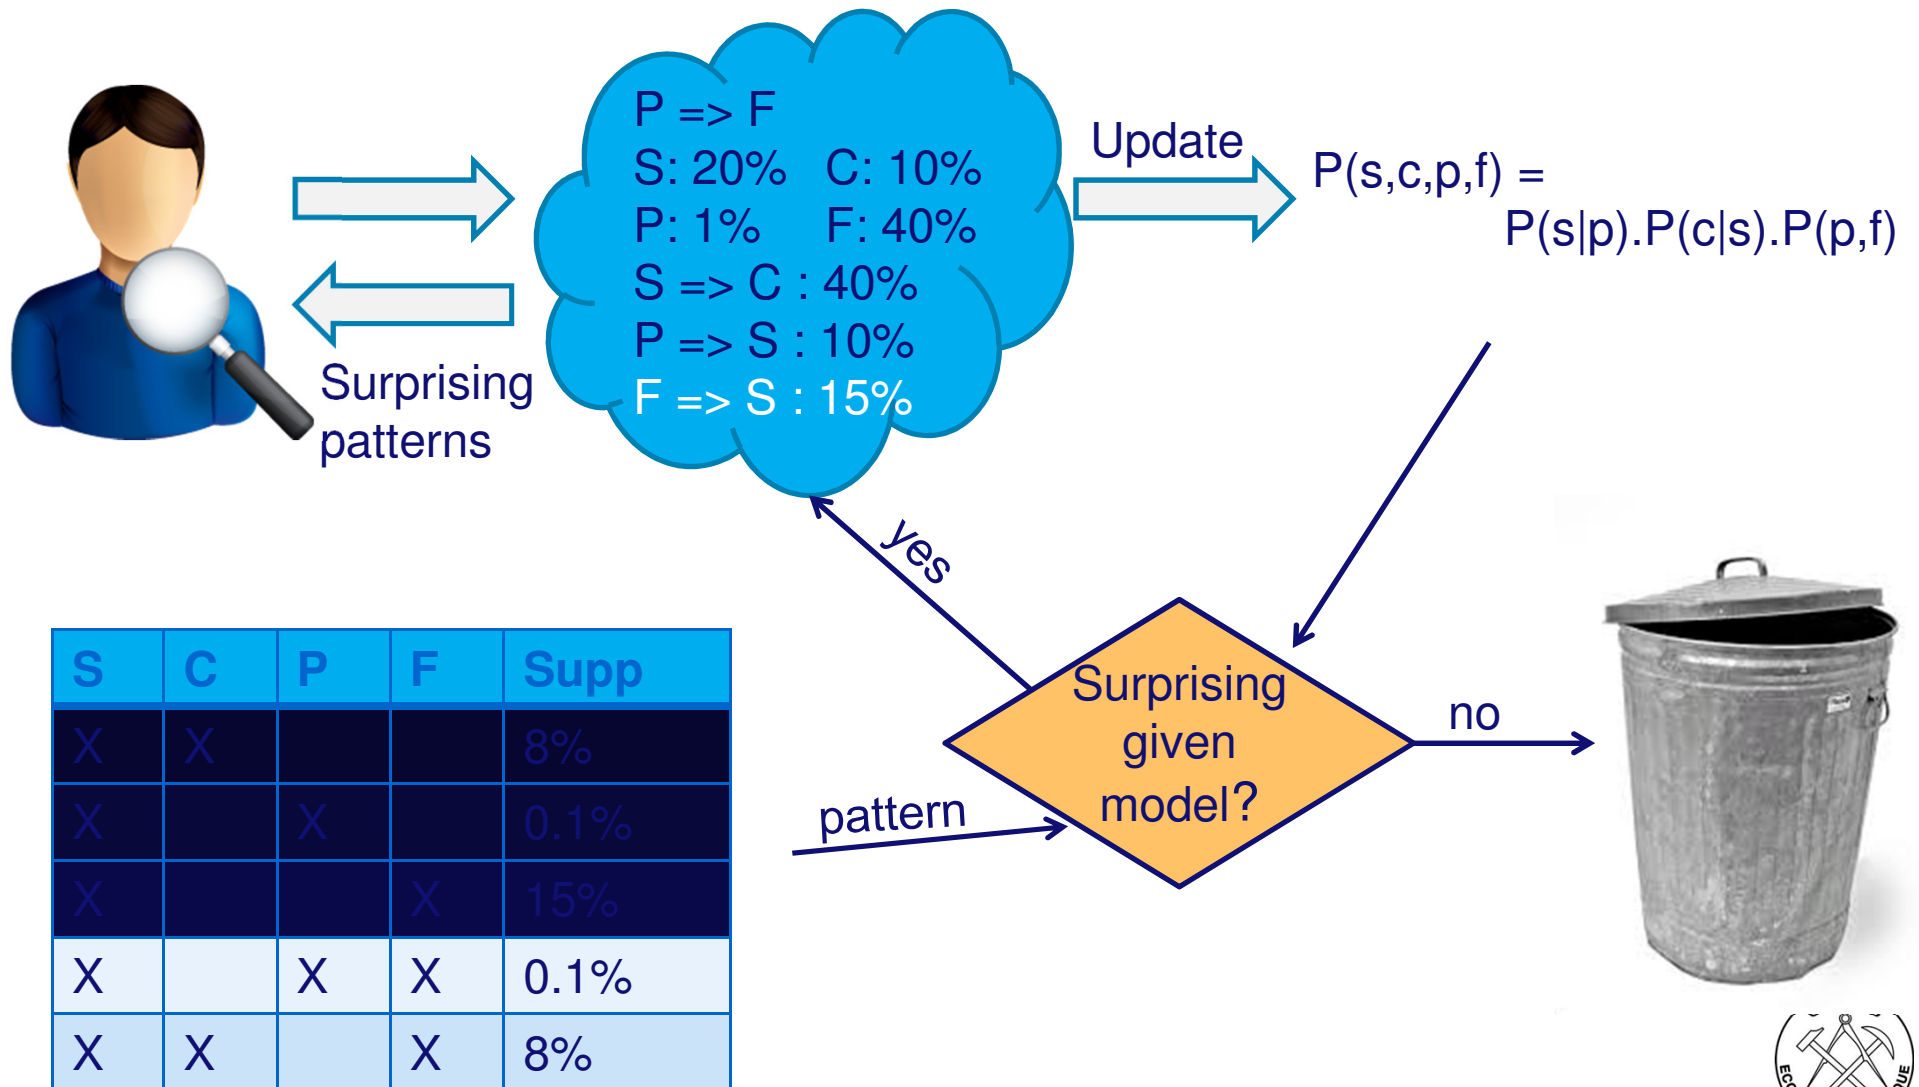 P => F
S: 20% C: 10%
P: 1% F: 40%
S => C : 40%
P => S : 10%
F => S : 15%
Update
P(s,c,p,f) =
P(s|p).P(c|s).P(p,f)
Surprising
patterns
yes
S C P F Supp
X X 8%
X X 0.1%
X X 15%
X X X 0.1%
X X X 8%
pattern
Surprising
given
model?
no